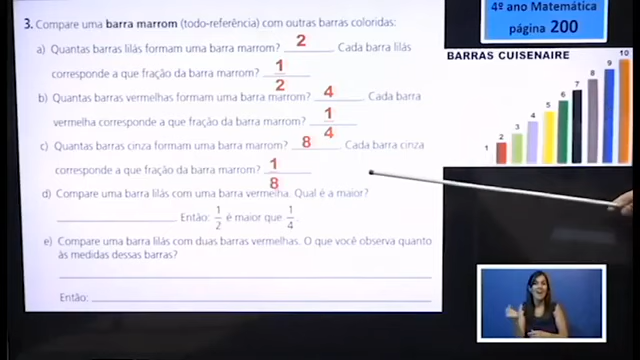 4º ano Matemática
página 200
3. Compare uma barra marrom (todo-referência) com outras barras coloridas:
a) Quantas barras lilás formam uma barra marrom? 2 Cada barra lilás
corresponde a que fração da barra marrom? 1/2
b) Quantas barras vermelhas formam uma barra marrom? 4 Cada barra
vermelha corresponde a que fração da barra marrom? 1/4
c) Quantas barras cinza formam uma barra marrom? 8 Cada barra cinza
corresponde a que fração da barra marrom? 1/8
d) Compare uma barra lilás com uma barra vermelha. Qual é a maior?
Então: 1/2 é maior que 1/4.
e) Compare uma barra lilás com duas barras vermelhas. O que você observa quanto
às medidas dessas barras?
Então:
BARRAS CUISENAIRE
1 2 3 4 5 6 7 8 9 10